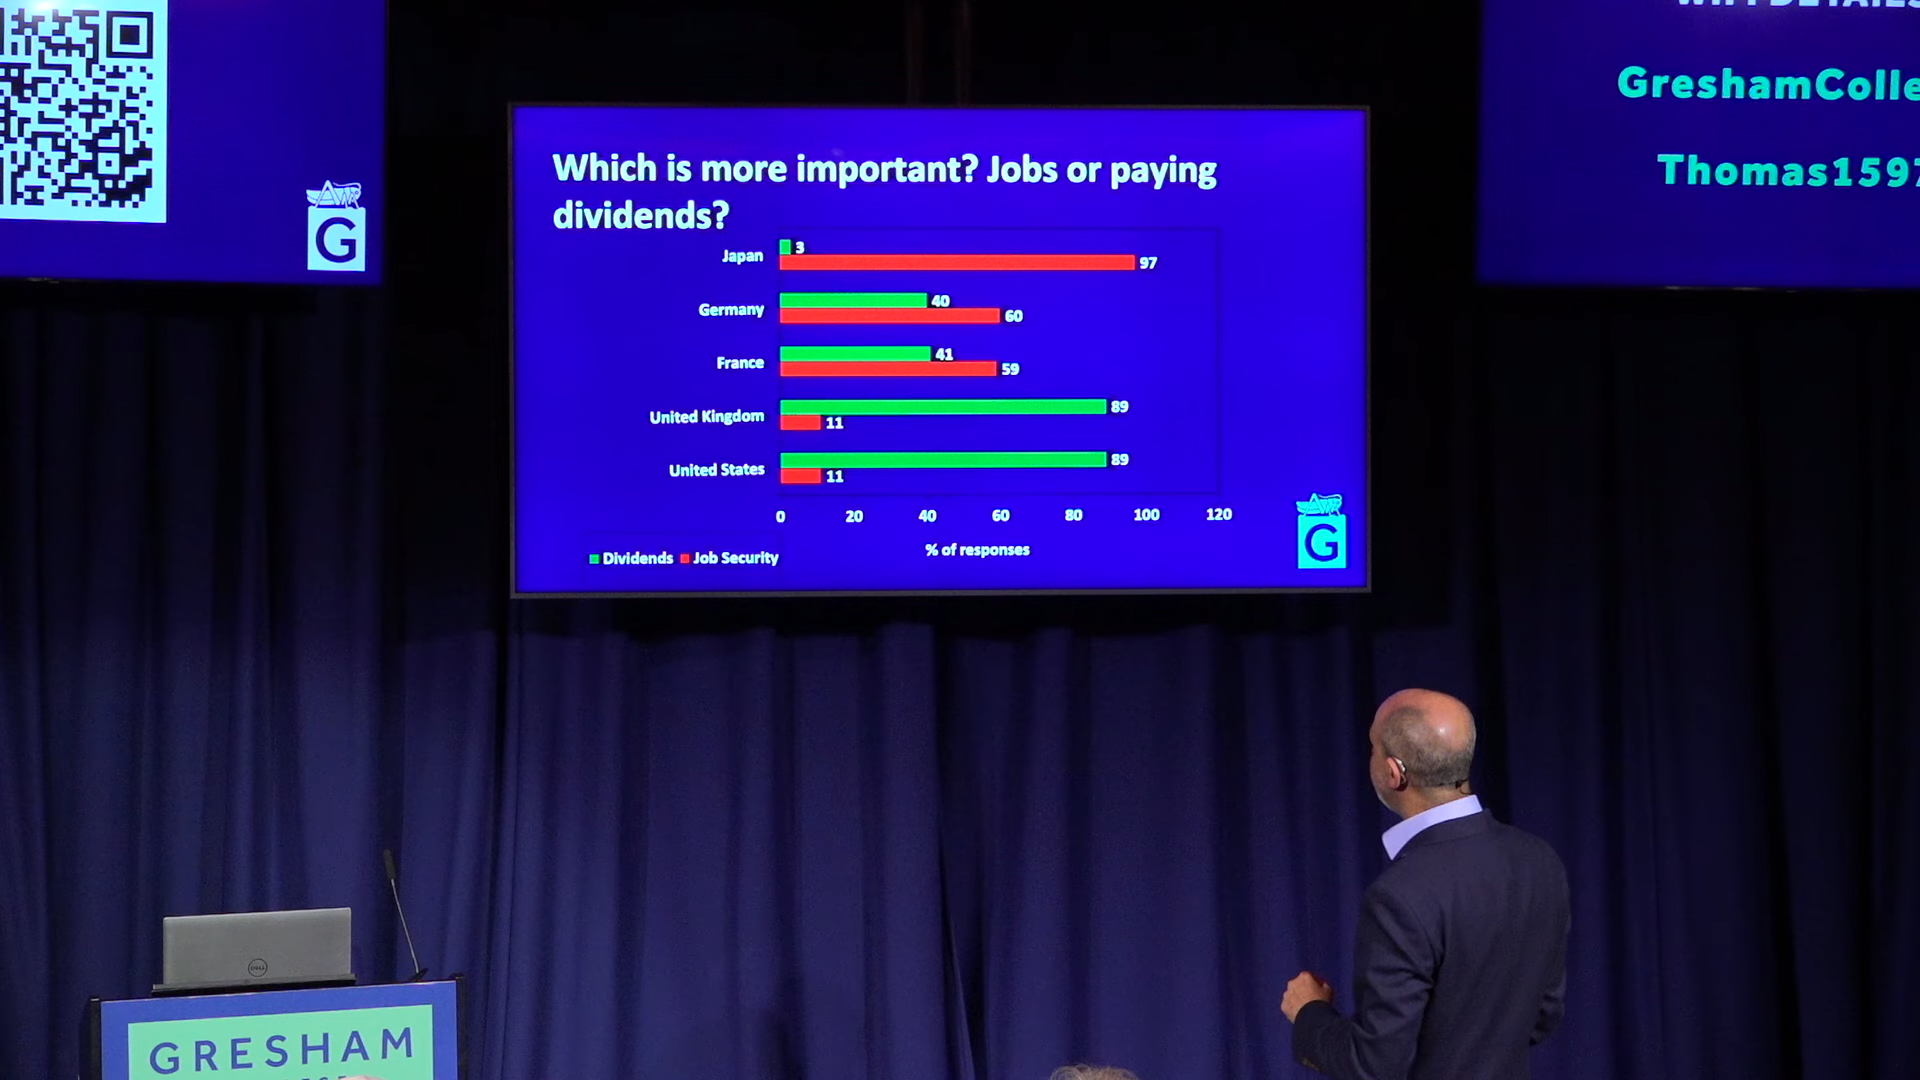 Which is more important? Jobs or paying
dividends?
Japan
3
97
Germany
40
60
France
41
59
United Kingdom
89
11
United States
89
11
0 20 40 60 80 100 120
% of responses
Dividends Job Security
G
G
GreshamColle
Thomas1597
DELL
GRESHAM